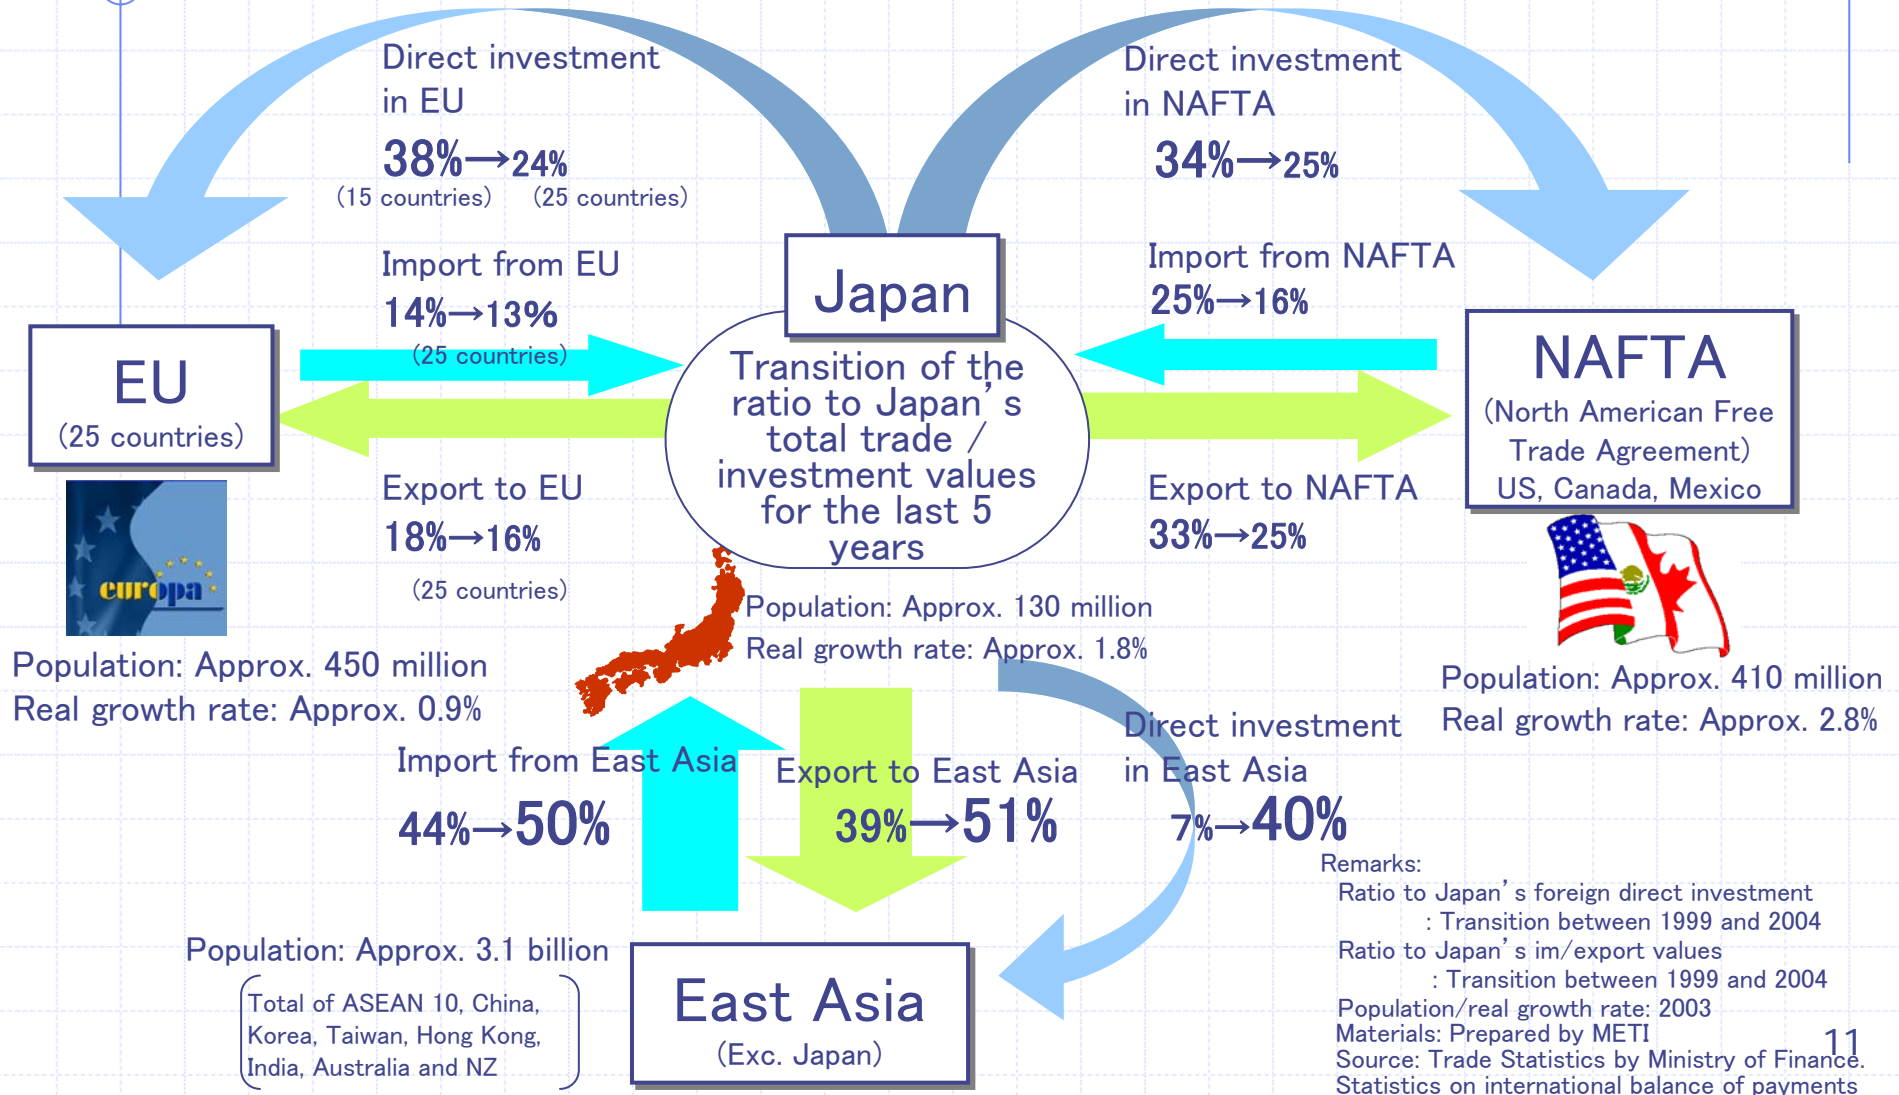 Direct investment
in EU
38%→24%
(15 countries) (25 countries)
Direct investment
in NAFTA
34%→25%
Import from EU
14%→13%
(25 countries)
Japan
Import from NAFTA
25%→16%
EU
(25 countries)
Transition of the
ratio to Japan's
total trade /
investment values
for the last 5
years
NAFTA
(North American Free
Trade Agreement)
US, Canada, Mexico
Export to EU
18%→16%
(25 countries)
Export to NAFTA
33%→25%
europa
Population: Approx. 130 million
Real growth rate: Approx. 1.8%
Population: Approx. 450 million
Real growth rate: Approx. 0.9%
Population: Approx. 410 million
Real growth rate: Approx. 2.8%
Import from East Asia
44%→50%
Export to East Asia
39%→51%
Direct investment
in East Asia
7%→40%
Population: Approx. 3.1 billion
Total of ASEAN 10, China,
Korea, Taiwan, Hong Kong,
India, Australia and NZ
East Asia
(Exc. Japan)
Remarks:
Ratio to Japan's foreign direct investment
: Transition between 1999 and 2004
Ratio to Japan's im/export values
: Transition between 1999 and 2004
Population/real growth rate: 2003
Materials: Prepared by METI
Source: Trade Statistics by Ministry of Finance.
Statistics on international balance of payments
11